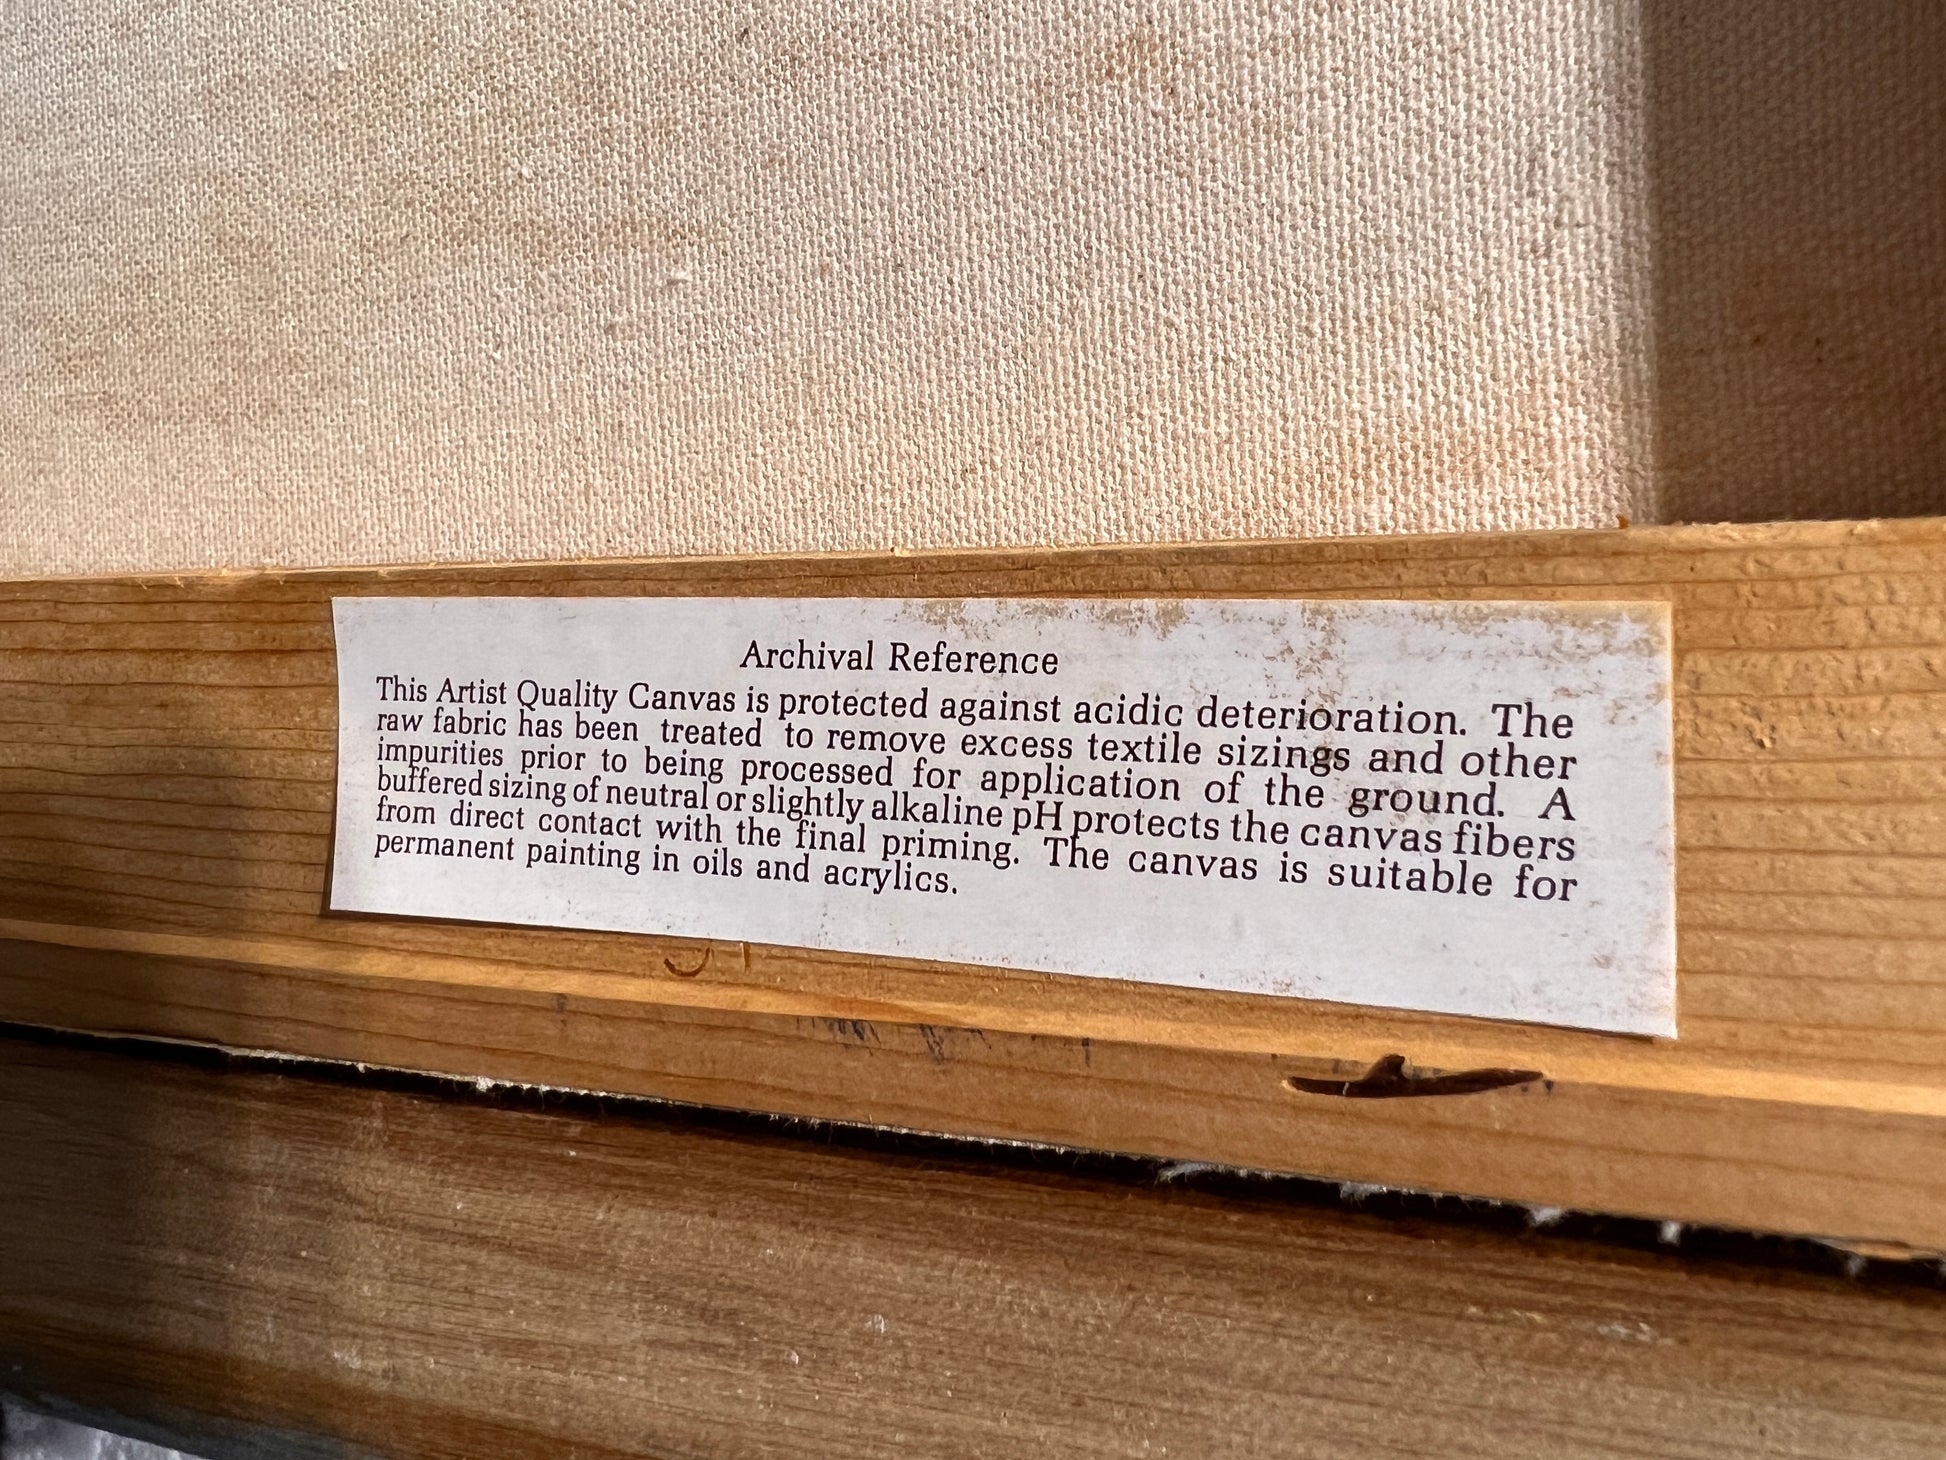 Archival Reference
This Artist Quality Canvas is protected against acidic deterioration. The
raw fabric has been treated to remove excess textile sizings and other
impurities prior to being processed for application of the ground. A
buffered sizing of neutral or slightly alkaline pH protects the canvas fibers
from direct contact with the final priming. The canvas is suitable for
permanent painting in oils and acrylics.